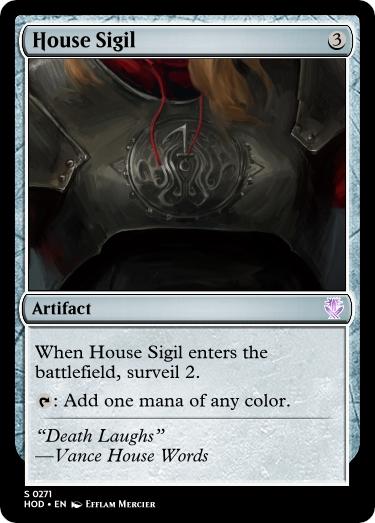 House Sigil 3
Artifact
When House Sigil enters the
battlefield, surveil 2.
: Add one mana of any color.
“Death Laughs”
—Vance House Words
S 0271
HOD • EN Efflam Mercier